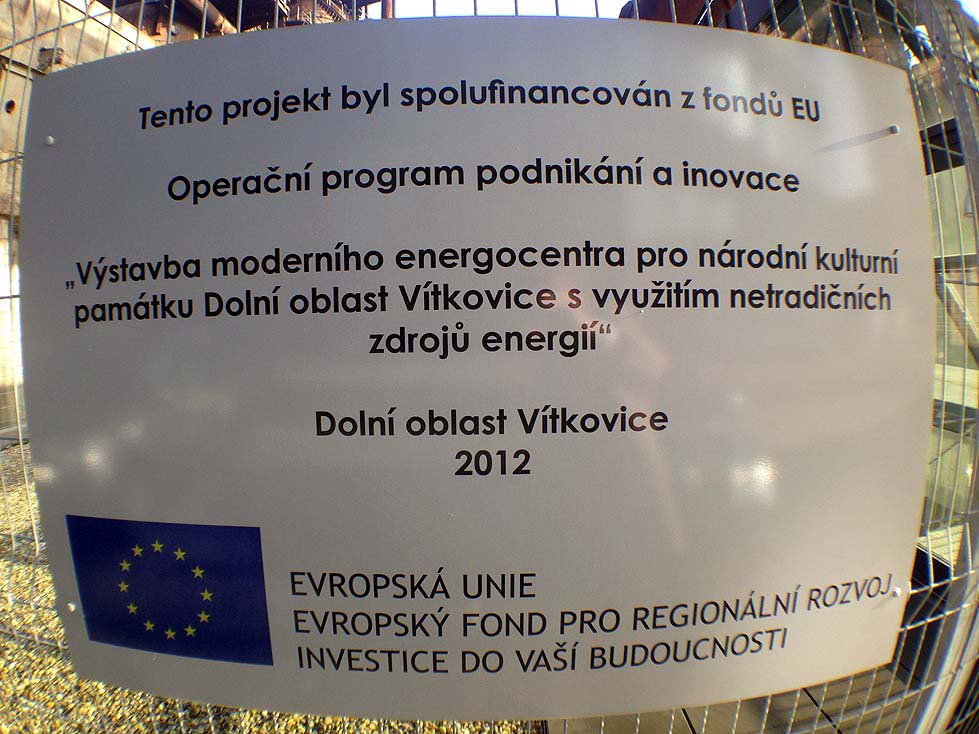 Tento projekt byl spolufinancován z fondů EU
Operační program podnikání a inovace
„Výstavba moderního energocentra pro národní kulturní
památku Dolní oblast Vítkovice s využitím netradičních
zdrojů energií“
Dolní oblast Vítkovice
2012
EVROPSKÁ UNIE
EVROPSKÝ FOND PRO REGIONÁLNÍ ROZVOJ
INVESTICE DO VAŠÍ BUDOUCNOSTI